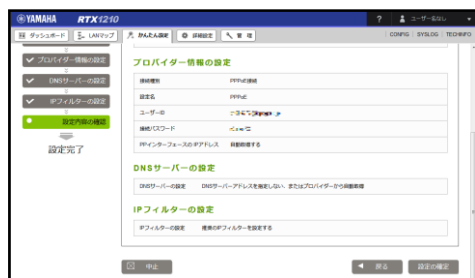 YAMAHA RTX1210
? ユーザー名なし
ダッシュボード LANマップ かんたん設定 詳細設定 管理 CONFIG SYSLOG TECHINFO
プロバイダー情報の設定
DNSサーバーの設定
IPフィルターの設定
設定内容の確認
設定完了
プロバイダー情報の設定
接続種別 PPPoE接続
設定名 PPPoE
ユーザーID
接続パスワード
PPインターフェースのIPアドレス 自動取得する
DNSサーバーの設定
DNSサーバーの設定 DNSサーバーアドレスを指定しない、またはプロバイダーから自動取得
IPフィルターの設定
IPフィルターの設定 推奨のIPフィルターを設定する
中止 戻る 設定の確定